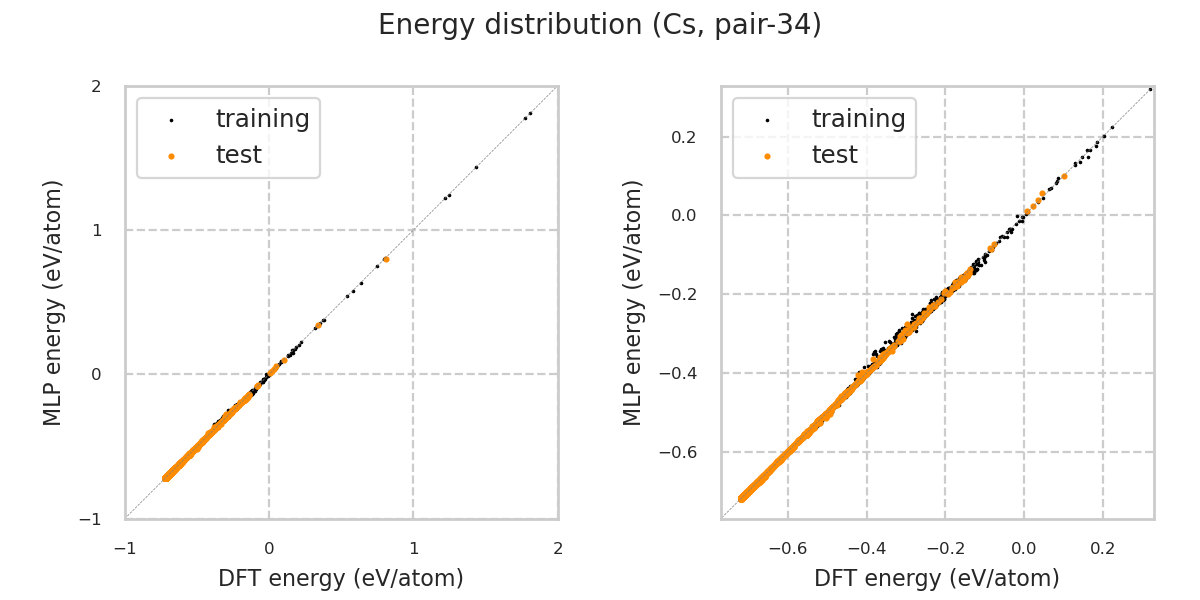 Energy distribution (Cs, pair-34)
training
test
2
1
0
−1
−1
0
1
2
MLP energy (eV/atom)
DFT energy (eV/atom)
training
test
0.2
0.0
−0.2
−0.4
−0.6
−0.6
−0.4
−0.2
0.0
0.2
MLP energy (eV/atom)
DFT energy (eV/atom)